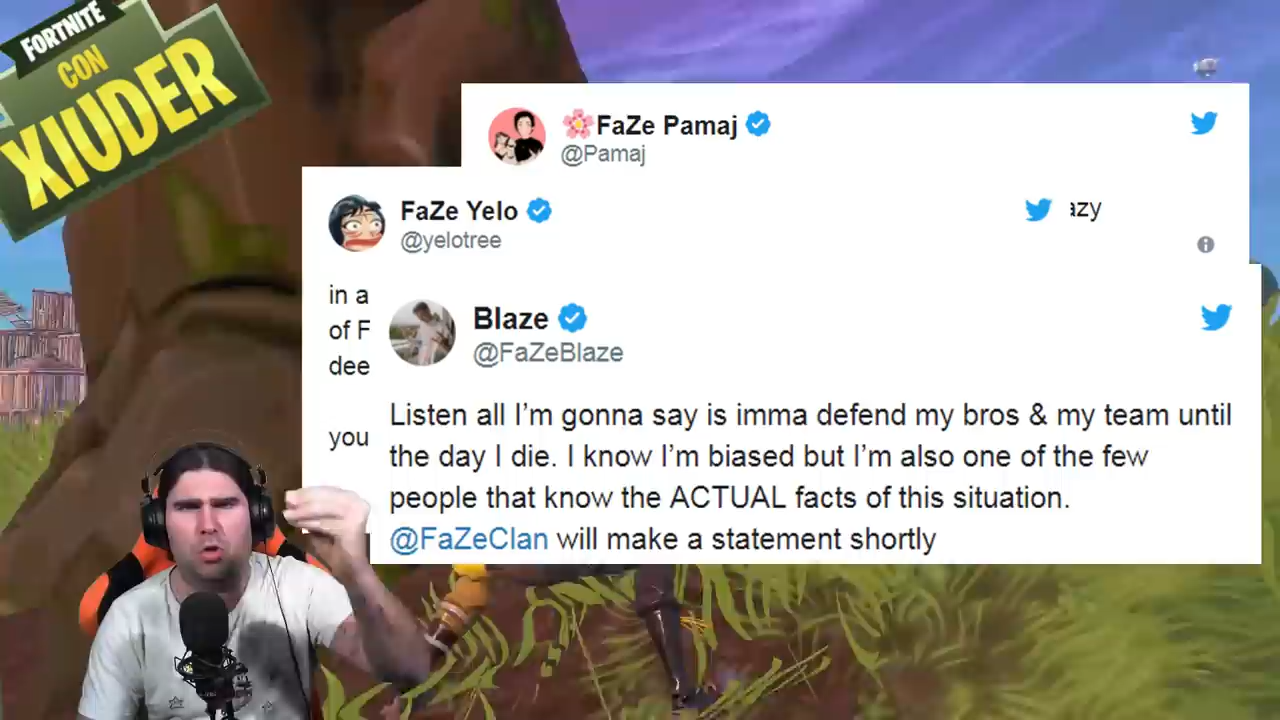 FORTNITE
CON
XIUDER
🌸FaZe Pamaj
@Pamaj
FaZe Yelo
@yelotree
azy
in a
of F
dee
you
Blaze
@FaZeBlaze
Listen all I’m gonna say is imma defend my bros & my team until
the day I die. I know I’m biased but I’m also one of the few
people that know the ACTUAL facts of this situation.
@FaZeClan will make a statement shortly